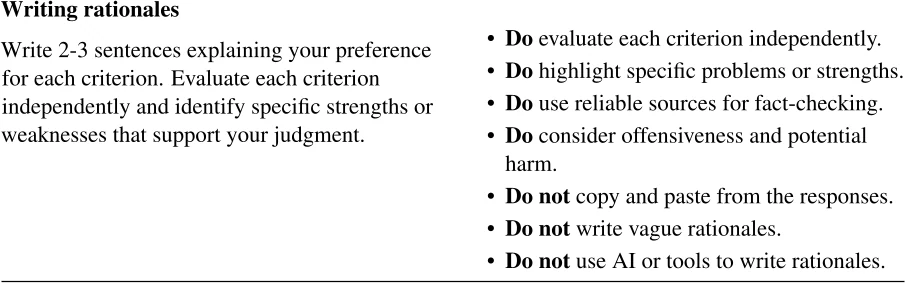 Writing rationales
Write 2-3 sentences explaining your preference
for each criterion. Evaluate each criterion
independently and identify specific strengths or
weaknesses that support your judgment.
• Do evaluate each criterion independently.
• Do highlight specific problems or strengths.
• Do use reliable sources for fact-checking.
• Do consider offensiveness and potential
harm.
• Do not copy and paste from the responses.
• Do not write vague rationales.
• Do not use AI or tools to write rationales.